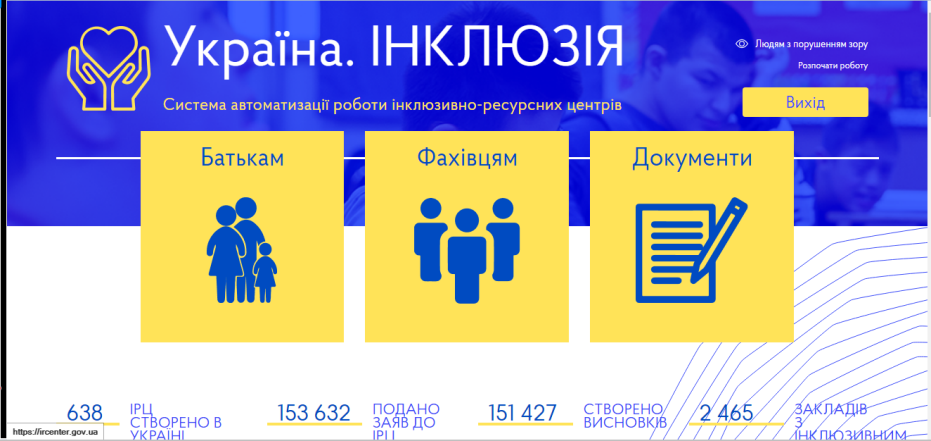 Україна. ІНКЛЮЗІЯ
Людям з порушенням зору
Розпочати роботу
Система автоматизації роботи інклюзивно-ресурсних центрів
Вихід
Батькам
Фахівцям
Документи
638
ІРЦ
СТВОРЕНО В
УКРАЇНІ
153 632
ПОДАНО
ЗАЯВ ДО
ІРЦ
151 427
СТВОРЕНО
ВИСНОВКІВ
2 465
ЗАКЛАДІВ
З
ІНКЛЮЗИВНИМ
https://ircenter.gov.ua